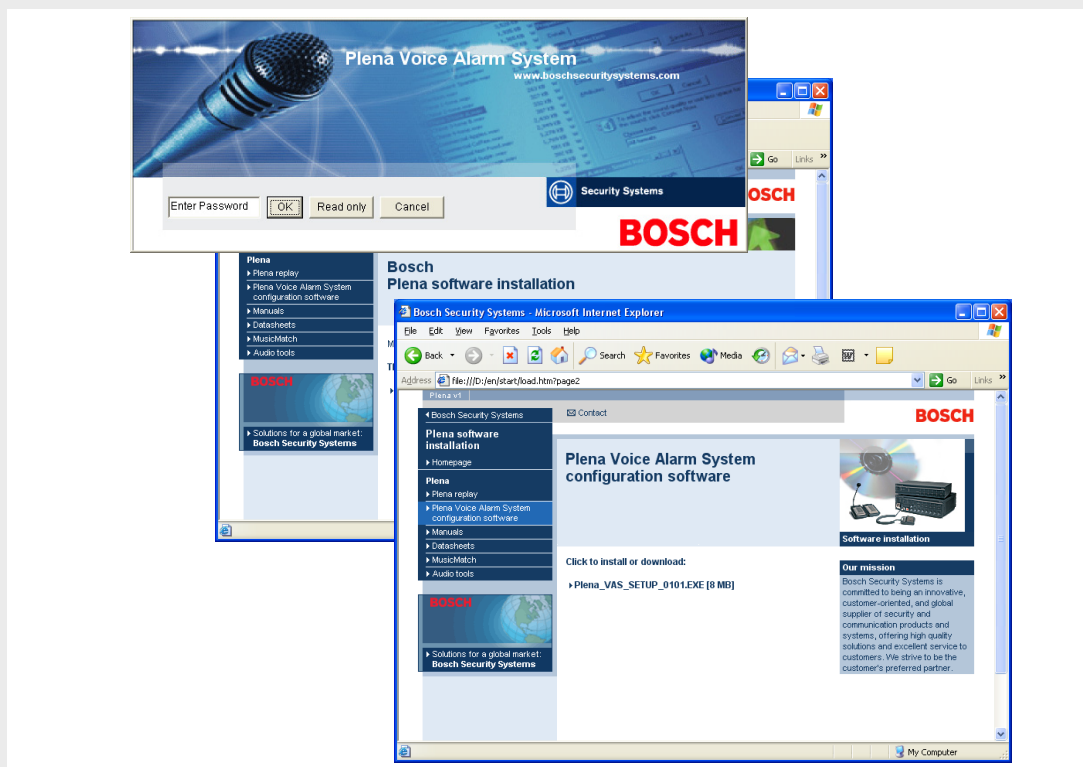 Plena Voice Alarm System
www.boschsecuritysystems.com
Enter Password
OK
Read only
Cancel
Security Systems
BOSCH
Go
Links
»
OSCH
Plena
Plena replay
Plena Voice Alarm System
configuration software
Manuals
Datasheets
MusicMatch
Audio tools
BOSCH
Solutions for a global market:
Bosch Security Systems
Bosch
Plena software installation
Bosch Security Systems - Microsoft Internet Explorer
File Edit View Favorites Tools Help
Back Search Favorites Media
Address file:///D:/en/start/load.htm?page2 Go Links »
Plena v1
Bosch Security Systems
Contact
BOSCH
Plena software
installation
Homepage
Plena
Plena replay
Plena Voice Alarm System
configuration software
Manuals
Datasheets
MusicMatch
Audio tools
BOSCH
Solutions for a global market:
Bosch Security Systems
Plena Voice Alarm System
configuration software
Click to install or download:
Plena_VAS_SETUP_0101.EXE [8 MB]
Software installation
Our mission
Bosch Security Systems is
committed to being an innovative,
customer-oriented, and global
supplier of security and
communication products and
systems, offering high quality
solutions and excellent service to
customers. We strive to be the
customer's preferred partner.
My Computer